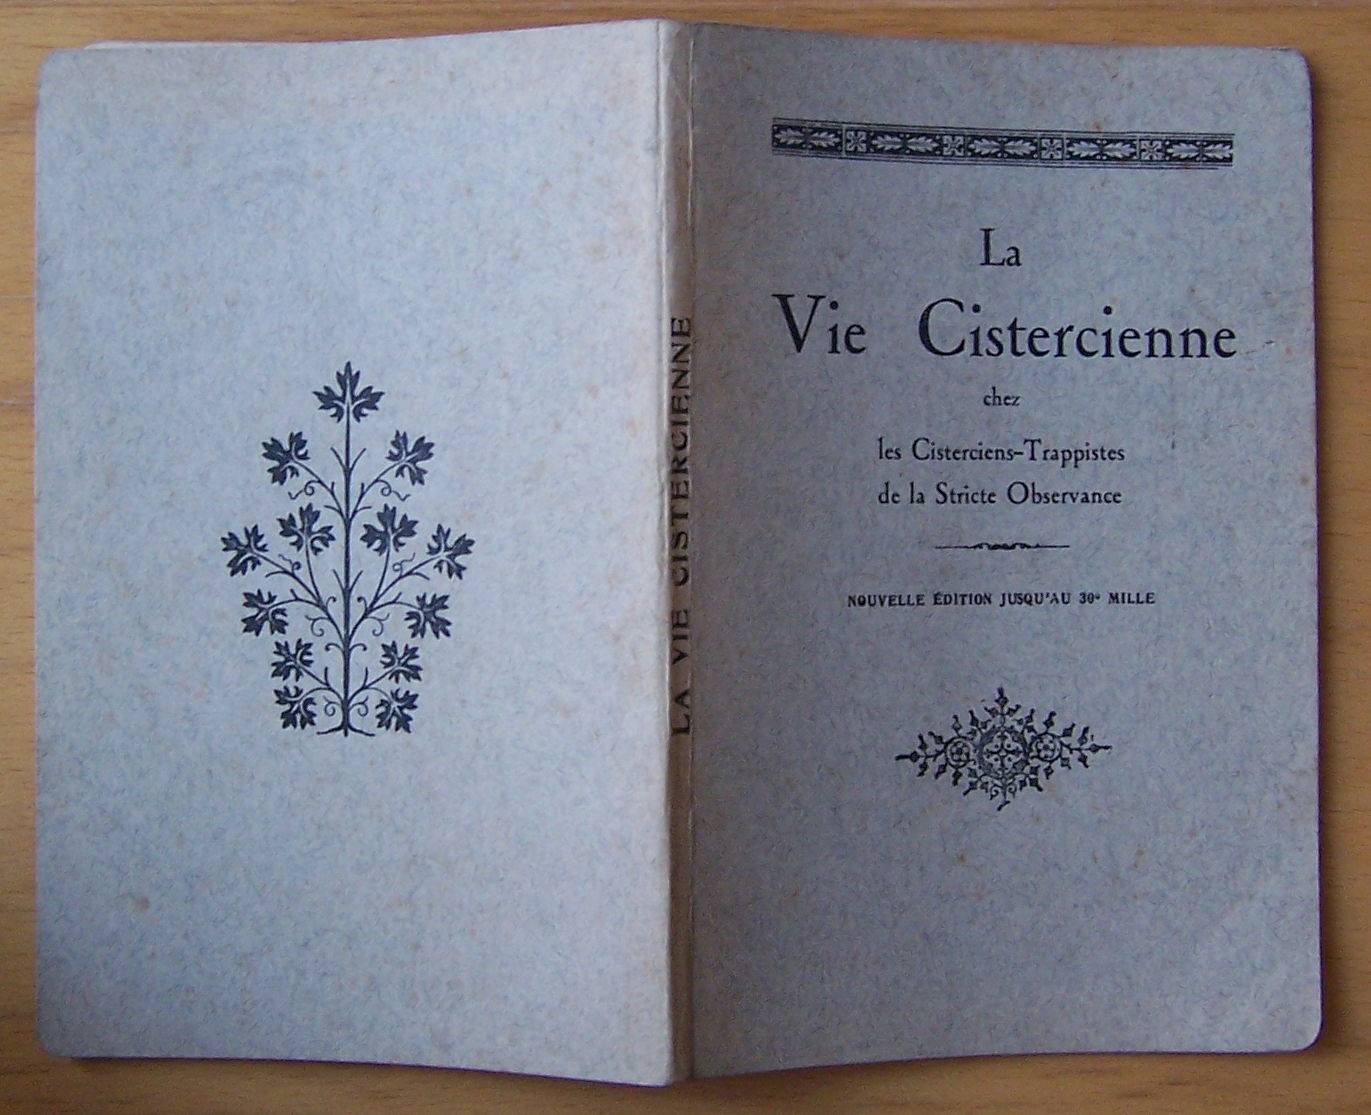 LA VIE CISTERCIENNE
La
Vie Cistercienne
chez
les Cisterciens-Trappistes
de la Stricte Observance
NOUVELLE ÉDITION JUSQU'AU 30e MILLE